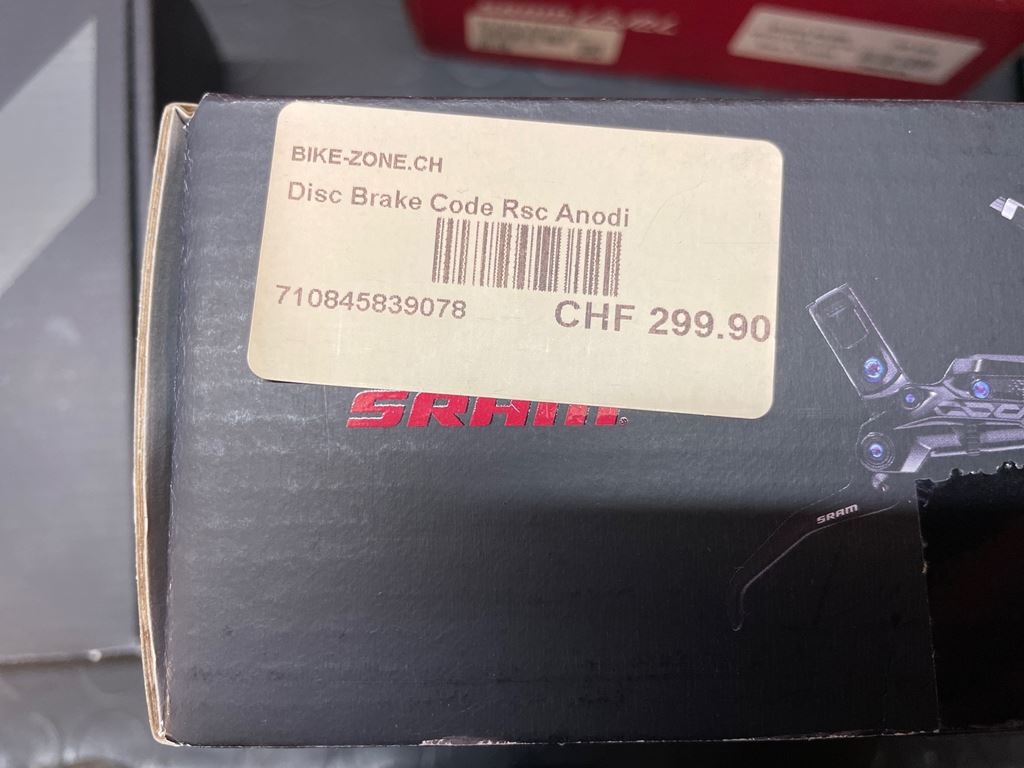 BIKE-ZONE.CH
Disc Brake Code Rsc Anodi
710845839078
CHF 299.90
SRAM
SRAM